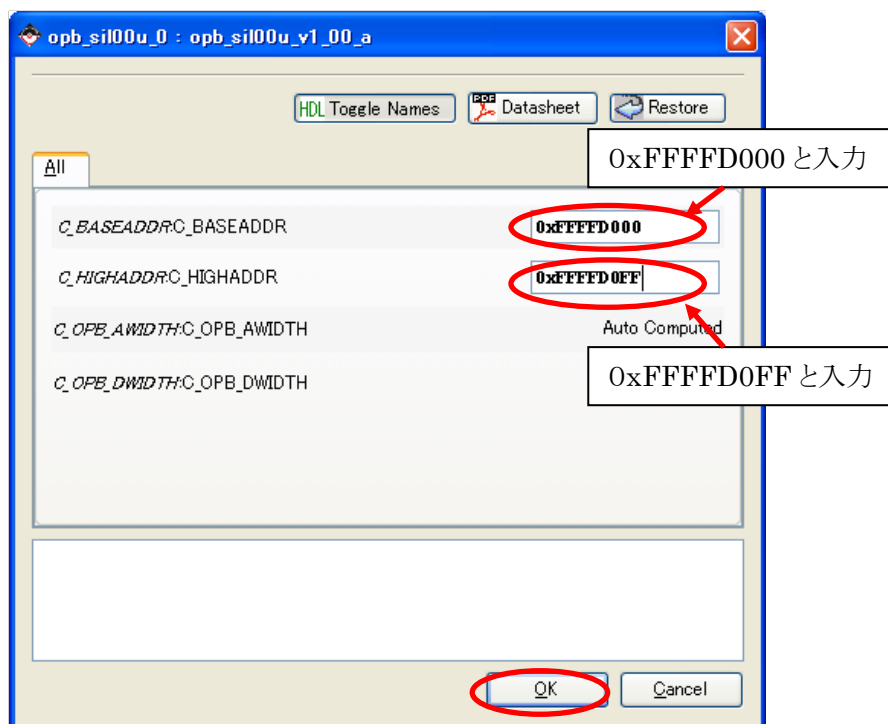 opb_sil00u_0 : opb_sil00u_v1_00_a
HDL Toggle Names
PDF Datasheet
Restore
0xFFFFD000と入力
All
C_BASEADDR:C_BASEADDR
0xFFFFD000
C_HIGHADDR:C_HIGHADDR
0xFFFFD0FF
C_OPB_AWIDTH:C_OPB_AWIDTH
Auto Computed
0xFFFFD0FFと入力
C_OPB_DWIDTH:C_OPB_DWIDTH
OK
Cancel